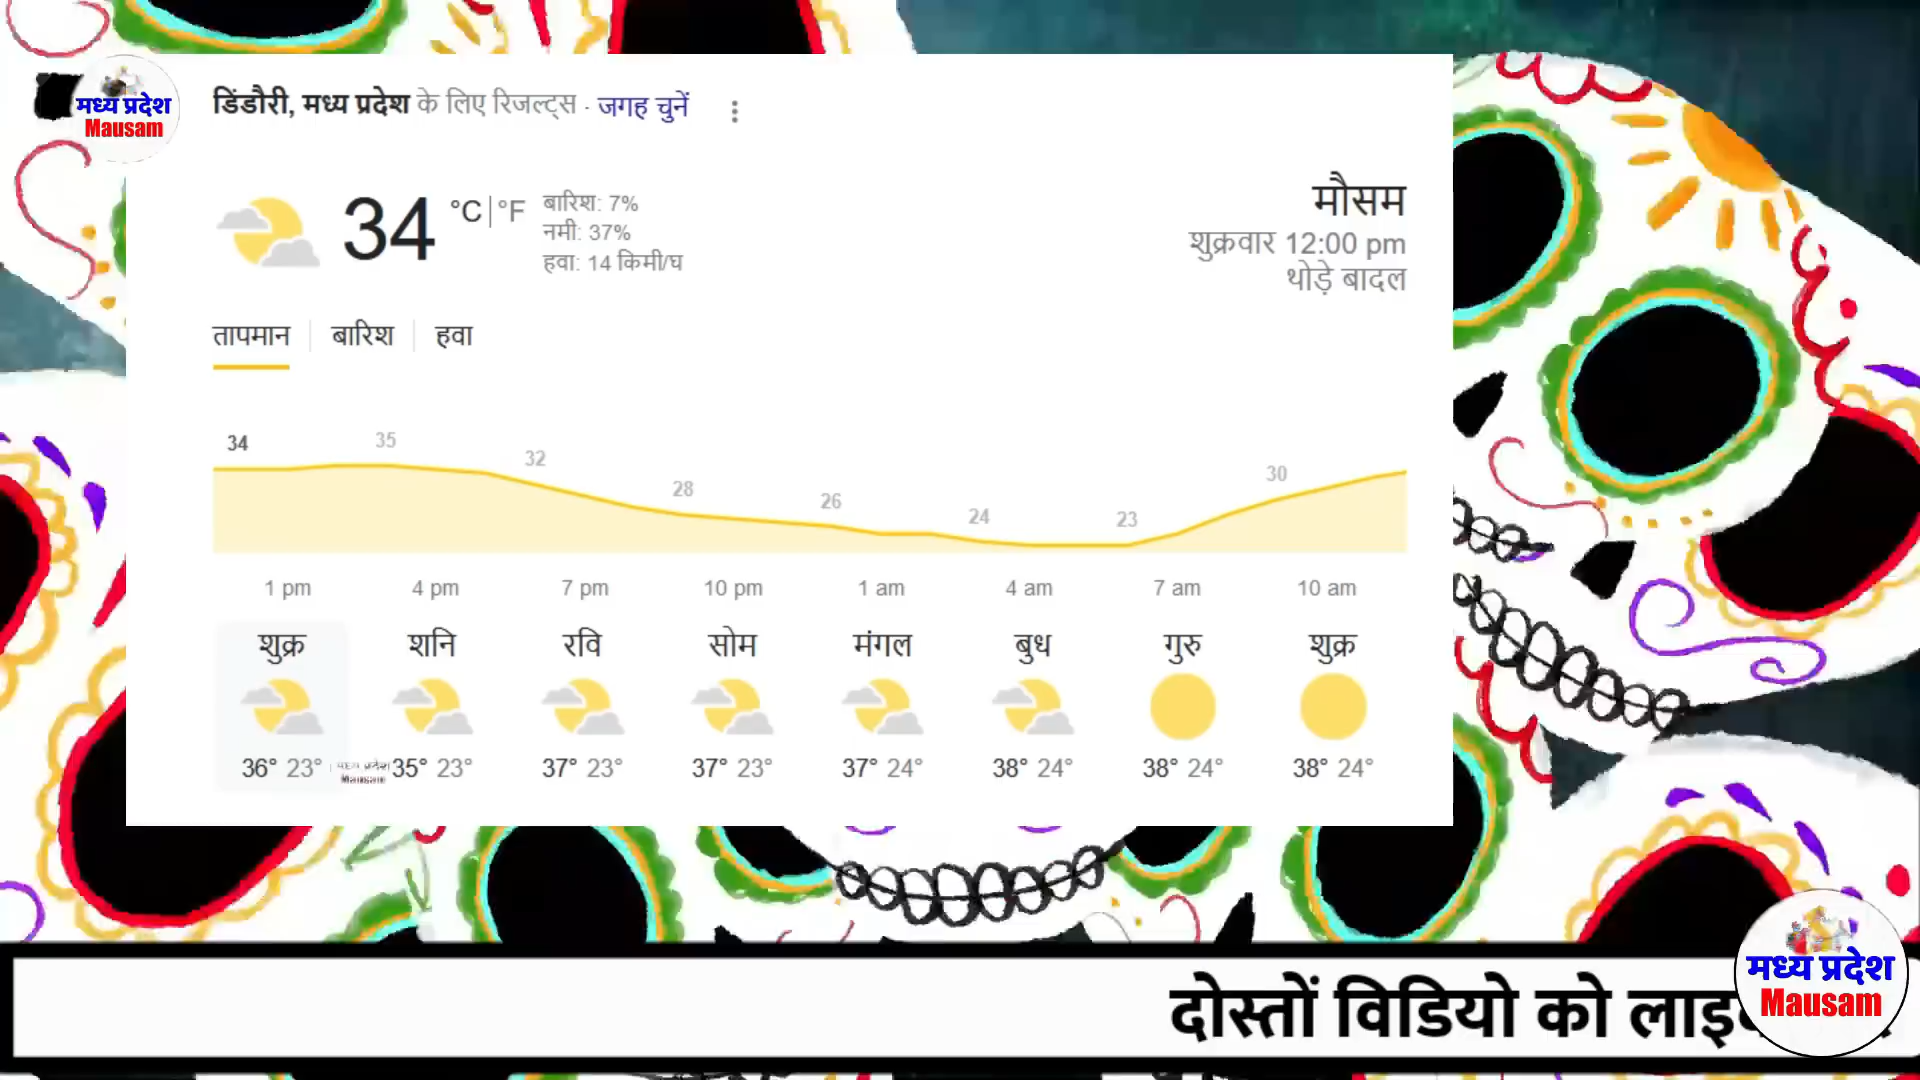 मध्य प्रदेश
Mausam
डिंडौरी, मध्य प्रदेश के लिए रिजल्ट्स · जगह चुनें
34 °C | °F
बारिश: 7%
नमी: 37%
हवा: 14 किमी/घ
मौसम
शुक्रवार 12:00 pm
थोड़े बादल
तापमान | बारिश | हवा
34 35 32 28 26 24 23 30
1 pm 4 pm 7 pm 10 pm 1 am 4 am 7 am 10 am
शुक्र शनि रवि सोम मंगल बुध गुरु शुक्र
36° 23° 35° 23° 37° 23° 37° 23° 37° 24° 38° 24° 38° 24° 38° 24°
मध्य प्रदेश
Mausam
दोस्तों विडियो को
मध्य प्रदेश
Mausam